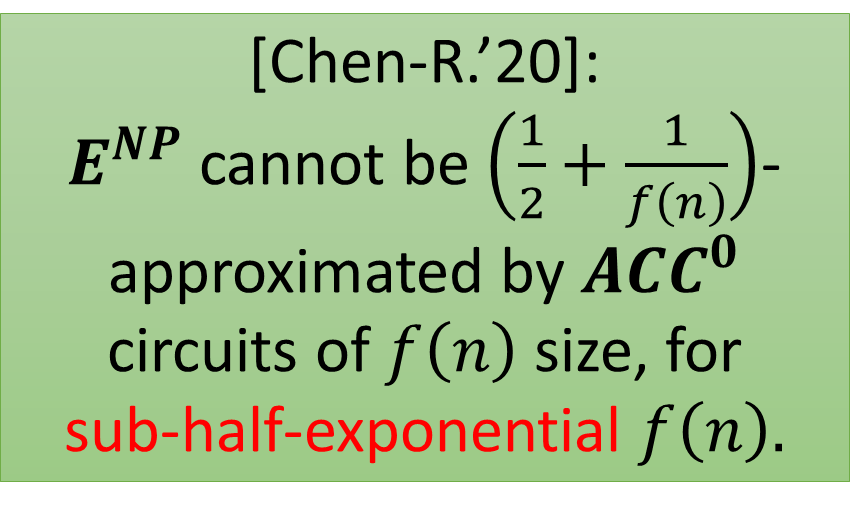 [Chen-R.’20]:
𝑬^𝑵𝑷 cannot be (1/2 + 1/𝑓(𝑛))-
approximated by 𝑨𝑪𝑪^𝟎
circuits of 𝑓(𝑛) size, for
sub-half-exponential 𝑓(𝑛).